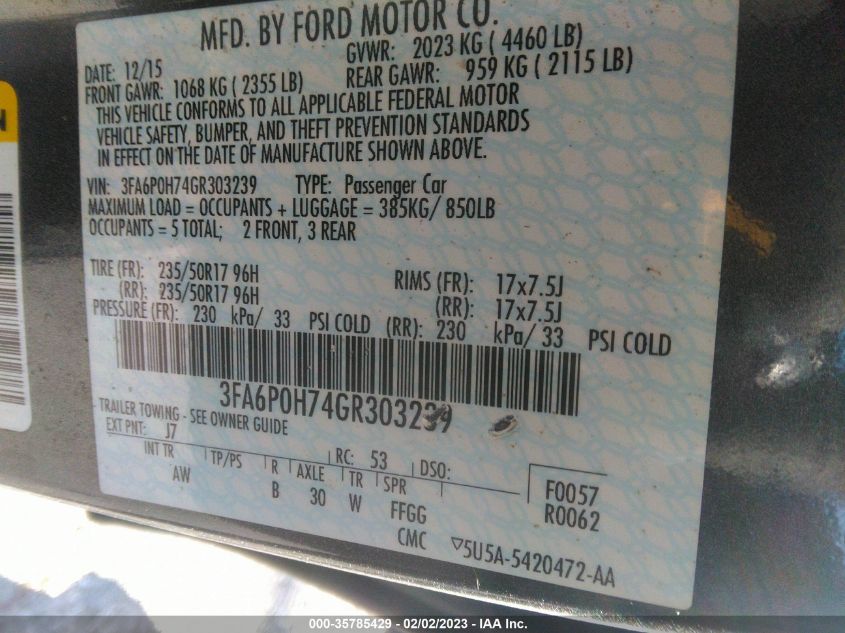 MFD. BY FORD MOTOR CO.
DATE: 12/15 GVWR: 2023 KG ( 4460 LB)
FRONT GAWR: 1068 KG ( 2355 LB) REAR GAWR: 959 KG ( 2115 LB)
THIS VEHICLE CONFORMS TO ALL APPLICABLE FEDERAL MOTOR
VEHICLE SAFETY, BUMPER, AND THEFT PREVENTION STANDARDS
IN EFFECT ON THE DATE OF MANUFACTURE SHOWN ABOVE.
VIN: 3FA6P0H74GR303239 TYPE: Passenger Car
MAXIMUM LOAD = OCCUPANTS + LUGGAGE = 385KG/ 850LB
OCCUPANTS = 5 TOTAL; 2 FRONT, 3 REAR
TIRE (FR): 235/50R17 96H RIMS (FR): 17x7.5J
(RR): 235/50R17 96H (RR): 17x7.5J
PRESSURE (FR): 230 kPa/ 33 PSI COLD (RR): 230 kPa/ 33 PSI COLD
3FA6P0H74GR303239
TRAILER TOWING - SEE OWNER GUIDE
EXT PNT: J7 RC: 53 DSO:
INT TR TP/PS R AXLE TR SPR F0057
AW B 30 W FFGG R0062
CMC ▽5U5A-5420472-AA
000-35785429 - 02/02/2023 - IAA Inc.